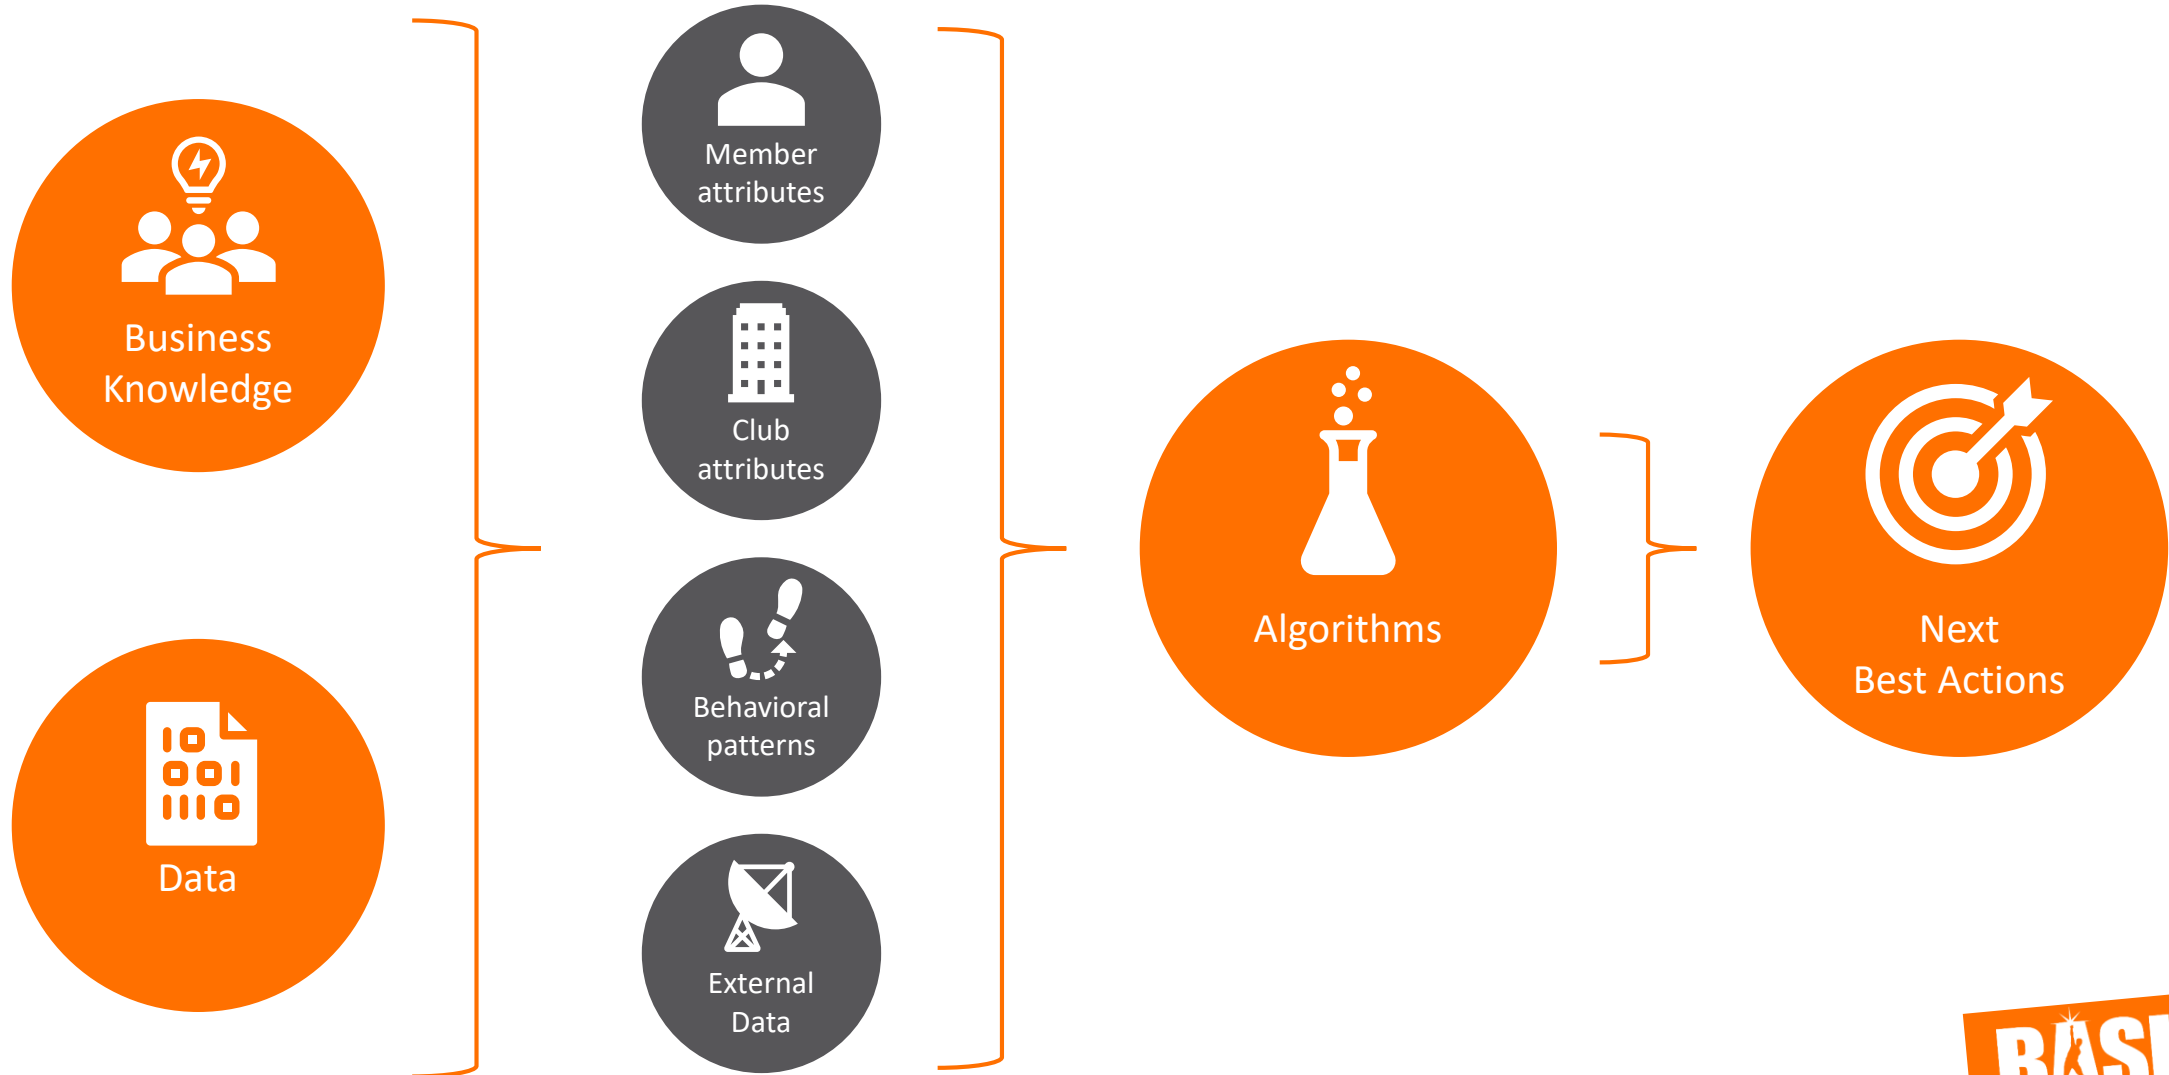 Business
Knowledge
Data
Member
attributes
Club
attributes
Behavioral
patterns
External
Data
Algorithms
Next
Best Actions